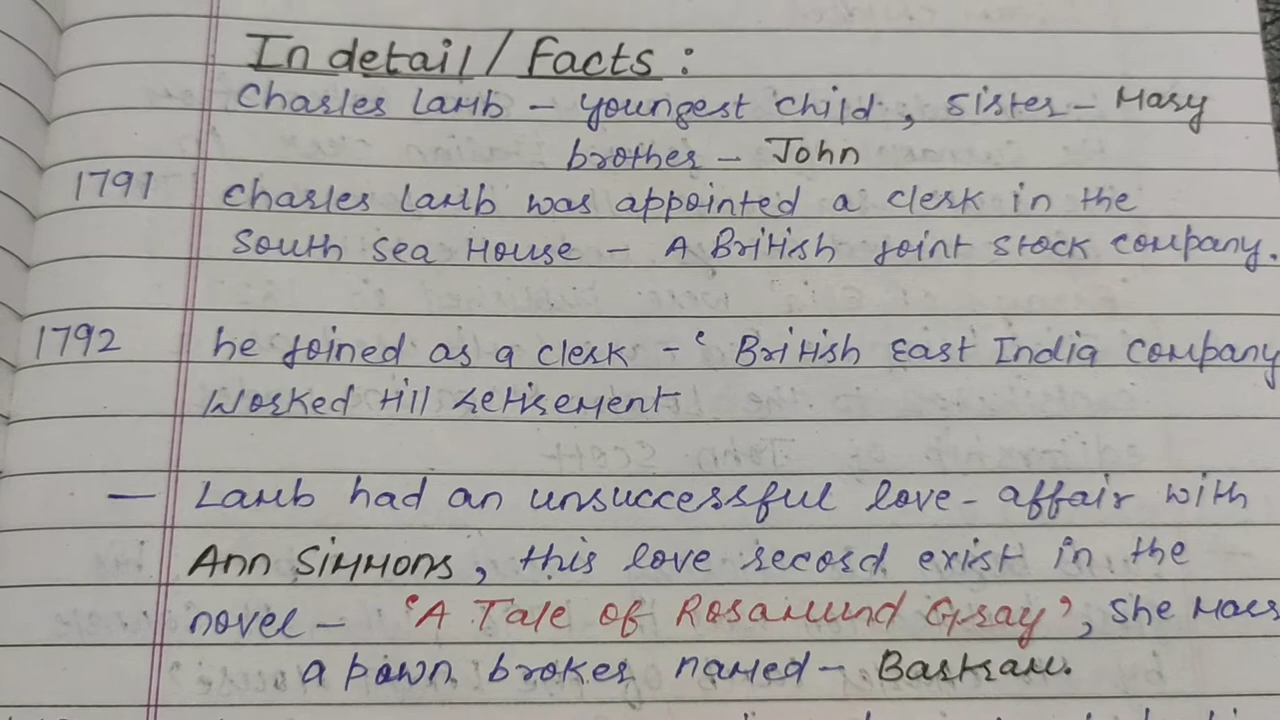 In detail / Facts :
Charles Lamb - youngest child, sister - Mary
brother - John
1791 Charles Lamb was appointed a clerk in the
South Sea House - A British joint stock company.
1792 he joined as a clerk - ' British East India Company
Worked till retirement
— Lamb had an unsuccessful love-affair with
Ann Simmons, this love record exist in the
novel - 'A Tale of Rosamund Gray', she
a pawn broker named - Bartram.